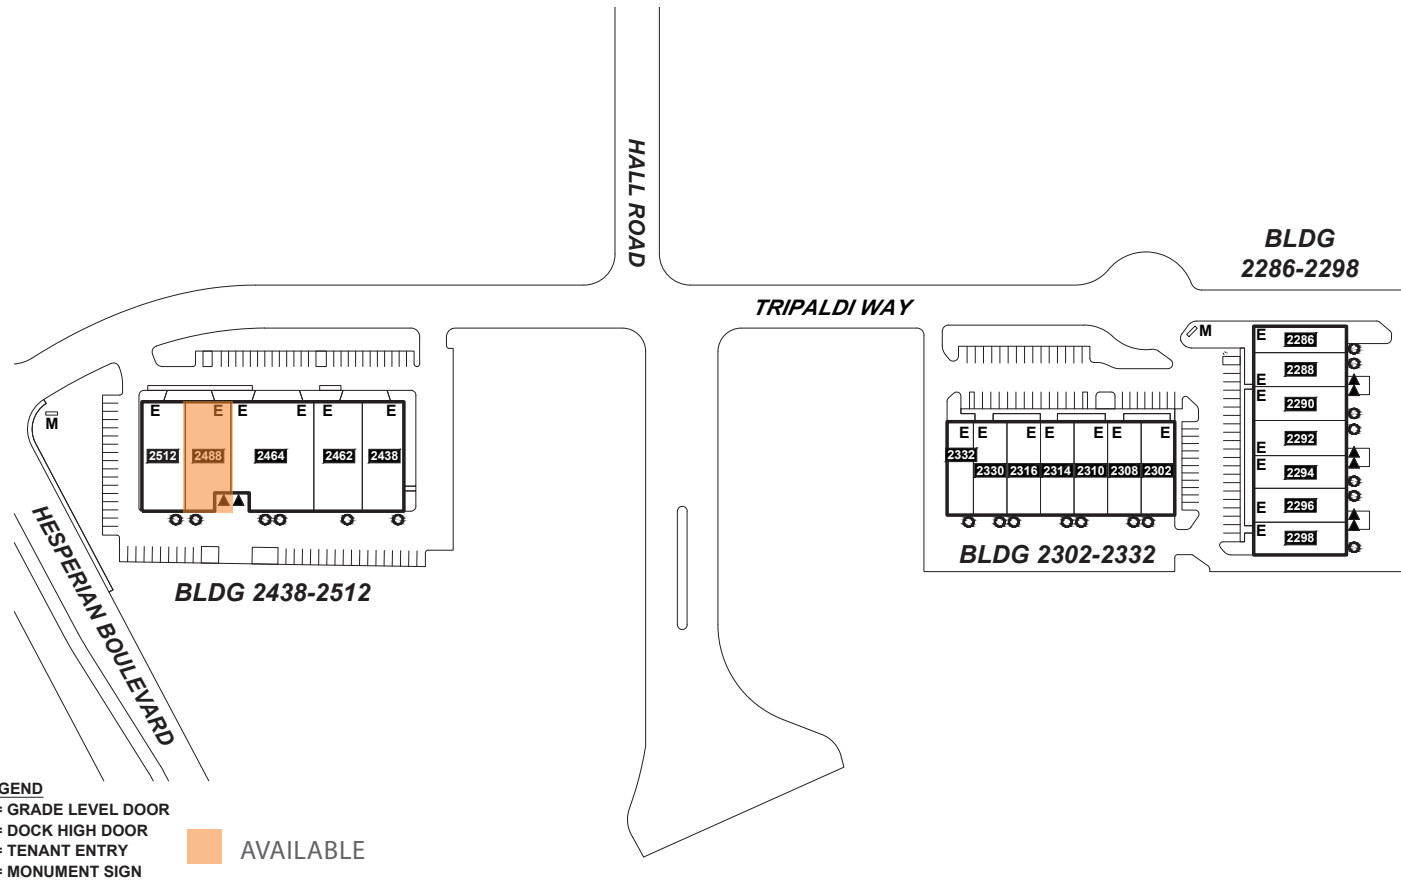 HALL ROAD
BLDG
2286-2298
TRIPALDI WAY
M
E 2286
2288
E
E 2290
2292
E
E 2294
E 2296
E 2298
M
E E E E E E
2512 2488 2464 2462 2438
E E E E E E E
2332
2330 2316 2314 2310 2308 2302
BLDG 2302-2332
BLDG 2438-2512
HESPERIAN BOULEVARD
GEND
= GRADE LEVEL DOOR
= DOCK HIGH DOOR
= TENANT ENTRY
= MONUMENT SIGN
AVAILABLE